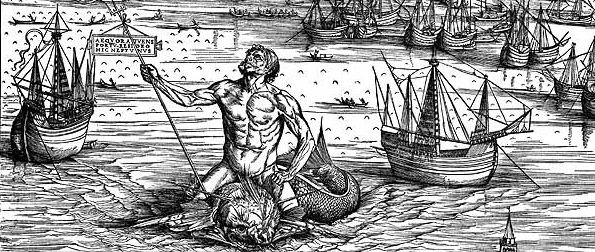 AEQVORA TVENS
PORTV RESIDEO
HIC NEPTVNVS